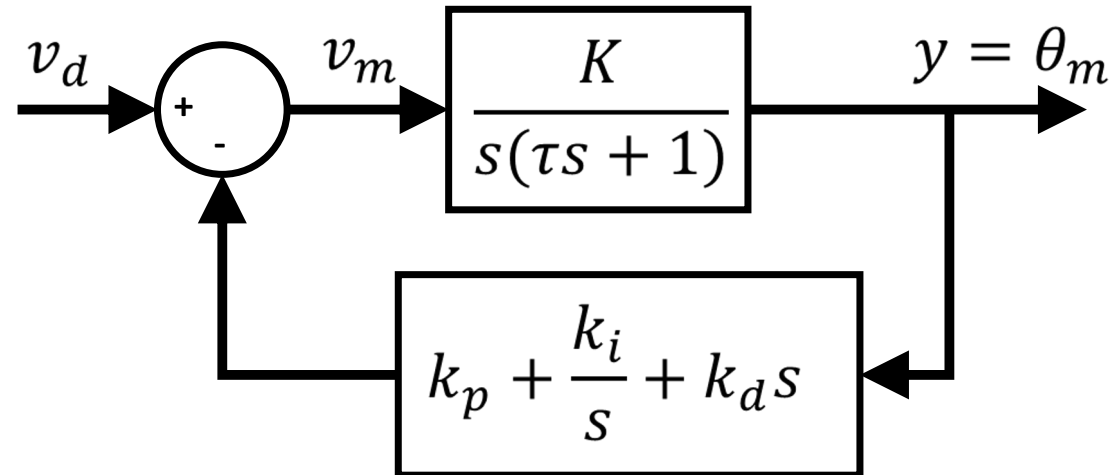 v_d
+
-
v_m
K
s(τs + 1)
y = θ_m
k_p + k_i/s + k_d s